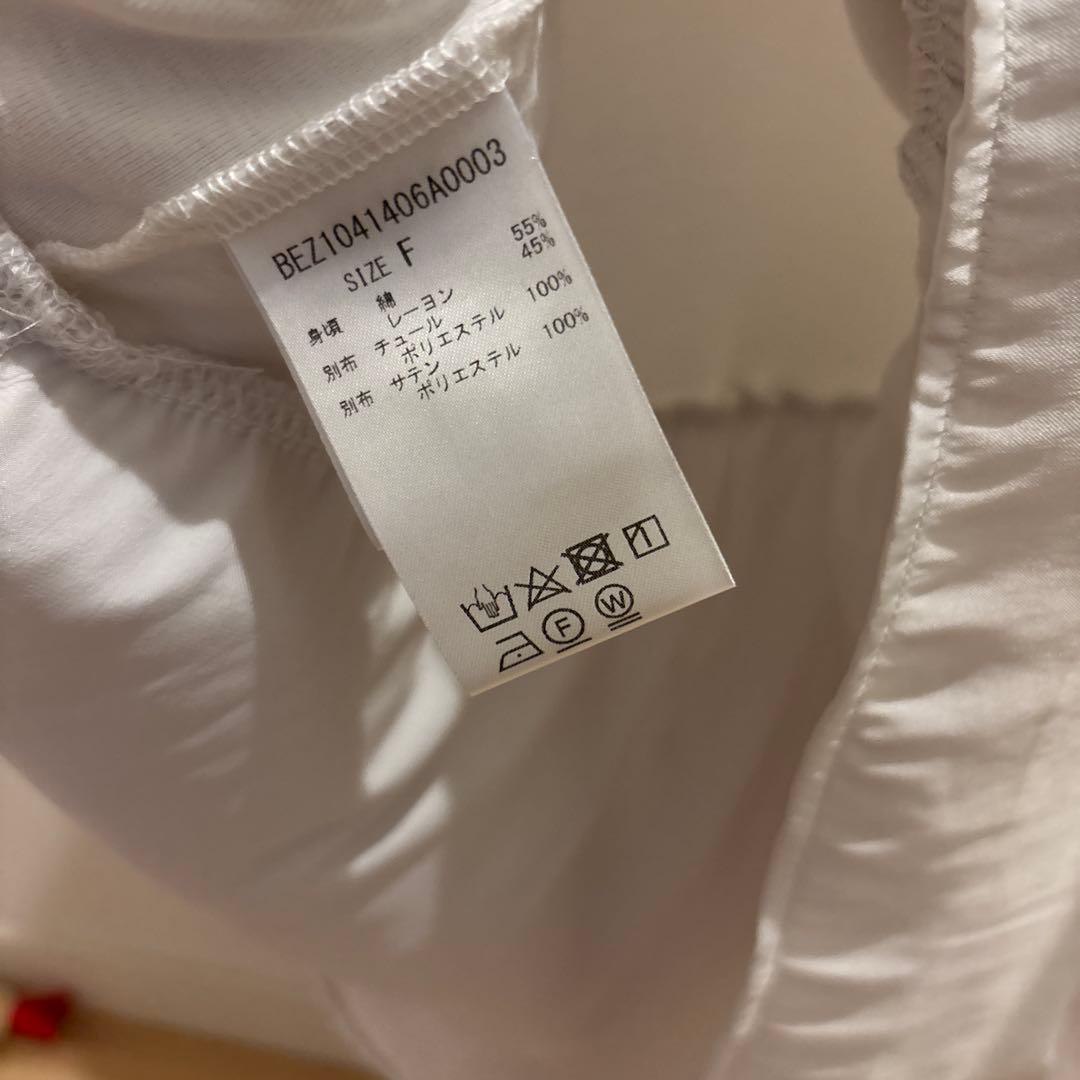 BEZ1041406A0003
SIZE F
身頃 綿 55%
レーヨン 45%
別布 チュール
ポリエステル 100%
別布 サテン
ポリエステル 100%
F W